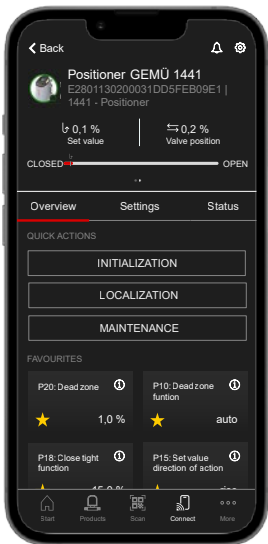 Back
Positioner GEMÜ 1441
E2801130200031DD5FEB09E1 |
1441 - Positioner
0,1 %
Set value
0,2 %
Valve position
CLOSED
OPEN
Overview
Settings
Status
QUICK ACTIONS
INITIALIZATION
LOCALIZATION
MAINTENANCE
FAVOURITES
P20: Dead zone
1,0 %
P10: Dead zone
funtion
auto
P18: Close tight
function
P15: Set value
direction of action
Start
Products
Scan
Connect
More